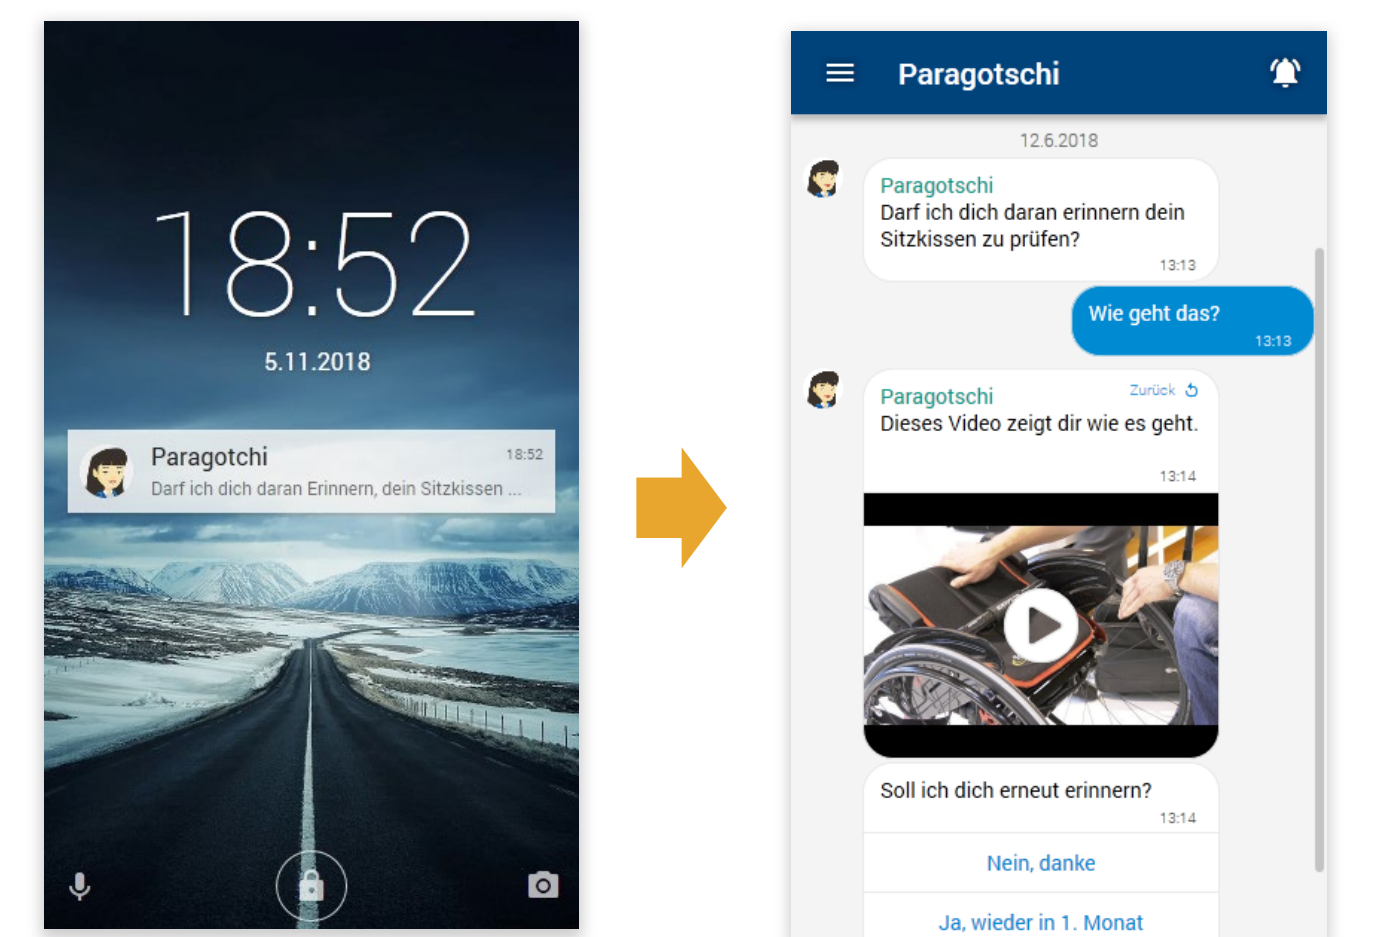 18:52
5.11.2018
Paragotchi
18:52
Darf ich dich daran Erinnern, dein Sitzkissen ...
Paragotschi
12.6.2018
Paragotschi
Darf ich dich daran erinnern dein
Sitzkissen zu prüfen?
13:13
Wie geht das?
13:13
Paragotschi
Zurück
Dieses Video zeigt dir wie es geht.
13:14
Soll ich dich erneut erinnern?
13:14
Nein, danke
Ja, wieder in 1. Monat